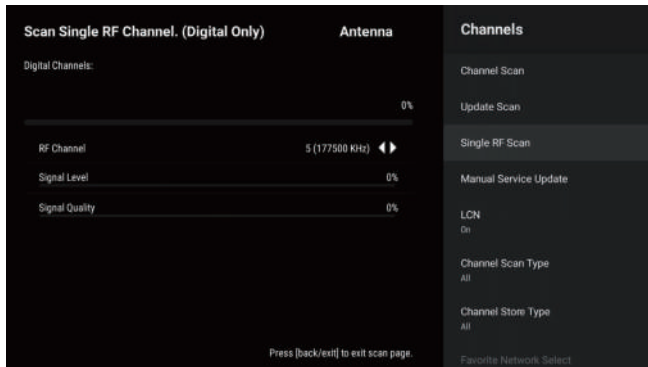 Scan Single RF Channel. (Digital Only) Antenna
Digital Channels:
0%
RF Channel 5 (177500 KHz)
Signal Level 0%
Signal Quality 0%
Press [back/exit] to exit scan page.
Channels
Channel Scan
Update Scan
Single RF Scan
Manual Service Update
LCN
On
Channel Scan Type
All
Channel Store Type
All
Favorite Network Select